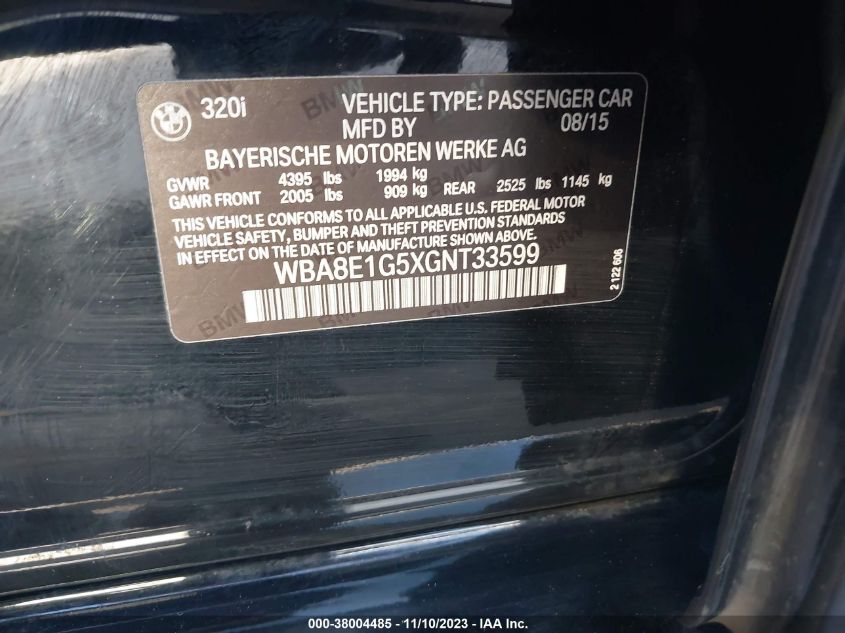 BMW 320i VEHICLE TYPE: PASSENGER CAR
MFD BY 08/15
BAYERISCHE MOTOREN WERKE AG
GVWR 4395 lbs 1994 kg
GAWR FRONT 2005 lbs 909 kg REAR 2525 lbs 1145 kg
THIS VEHICLE CONFORMS TO ALL APPLICABLE U.S. FEDERAL MOTOR
VEHICLE SAFETY, BUMPER AND THEFT PREVENTION STANDARDS
IN EFFECT ON THE DATE OF MANUFACTURE SHOWN ABOVE.
WBA8E1G5XGNT33599
2 122 606
000-38004485 - 11/10/2023 - IAA Inc.